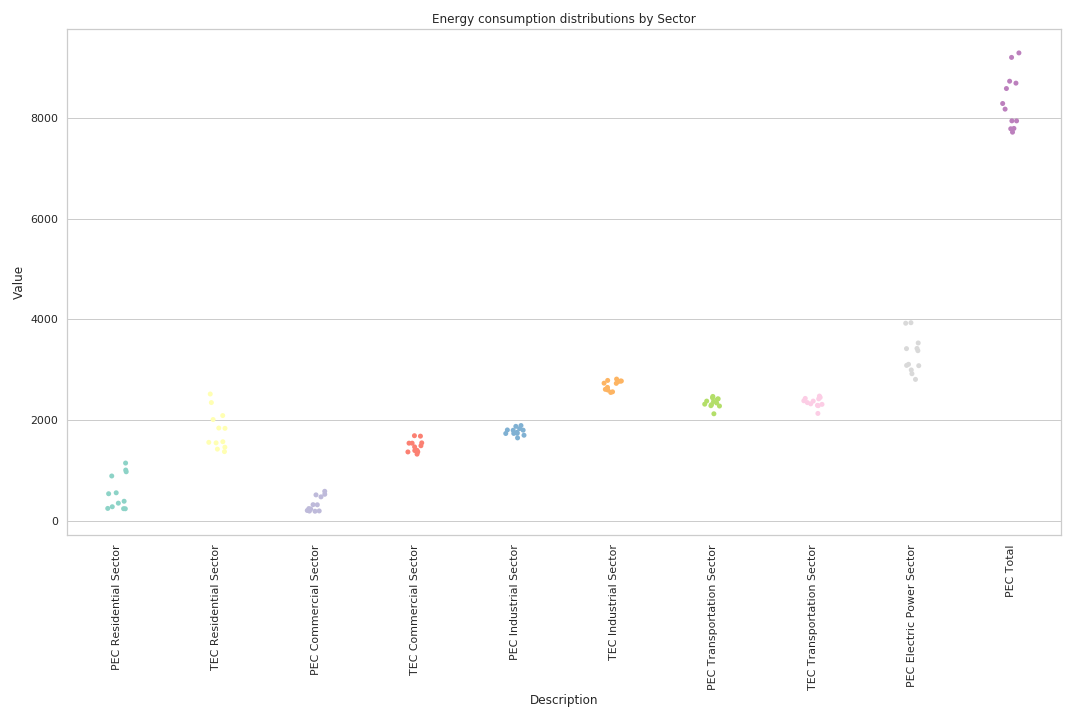 Energy consumption distributions by Sector
Value
8000
6000
4000
2000
0
PEC Residential Sector
TEC Residential Sector
PEC Commercial Sector
TEC Commercial Sector
PEC Industrial Sector
TEC Industrial Sector
PEC Transportation Sector
TEC Transportation Sector
PEC Electric Power Sector
PEC Total
Description